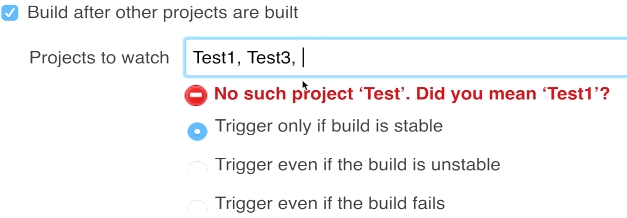 Build after other projects are built
Projects to watch
Test1, Test3,
No such project ‘Test’. Did you mean ‘Test1’?
Trigger only if build is stable
Trigger even if the build is unstable
Trigger even if the build fails